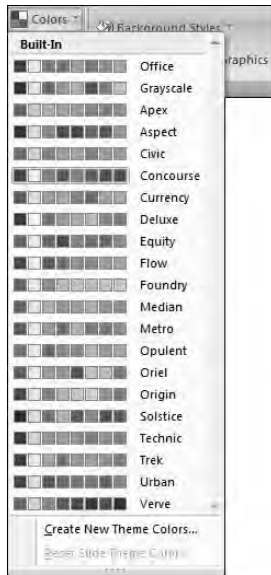 Colors
Background Styles
raphics
Built-In
Office
Grayscale
Apex
Aspect
Civic
Concourse
Currency
Deluxe
Equity
Flow
Foundry
Median
Metro
Opulent
Oriel
Origin
Solstice
Technic
Trek
Urban
Verve
Create New Theme Colors...
Reset Slide Theme Colors